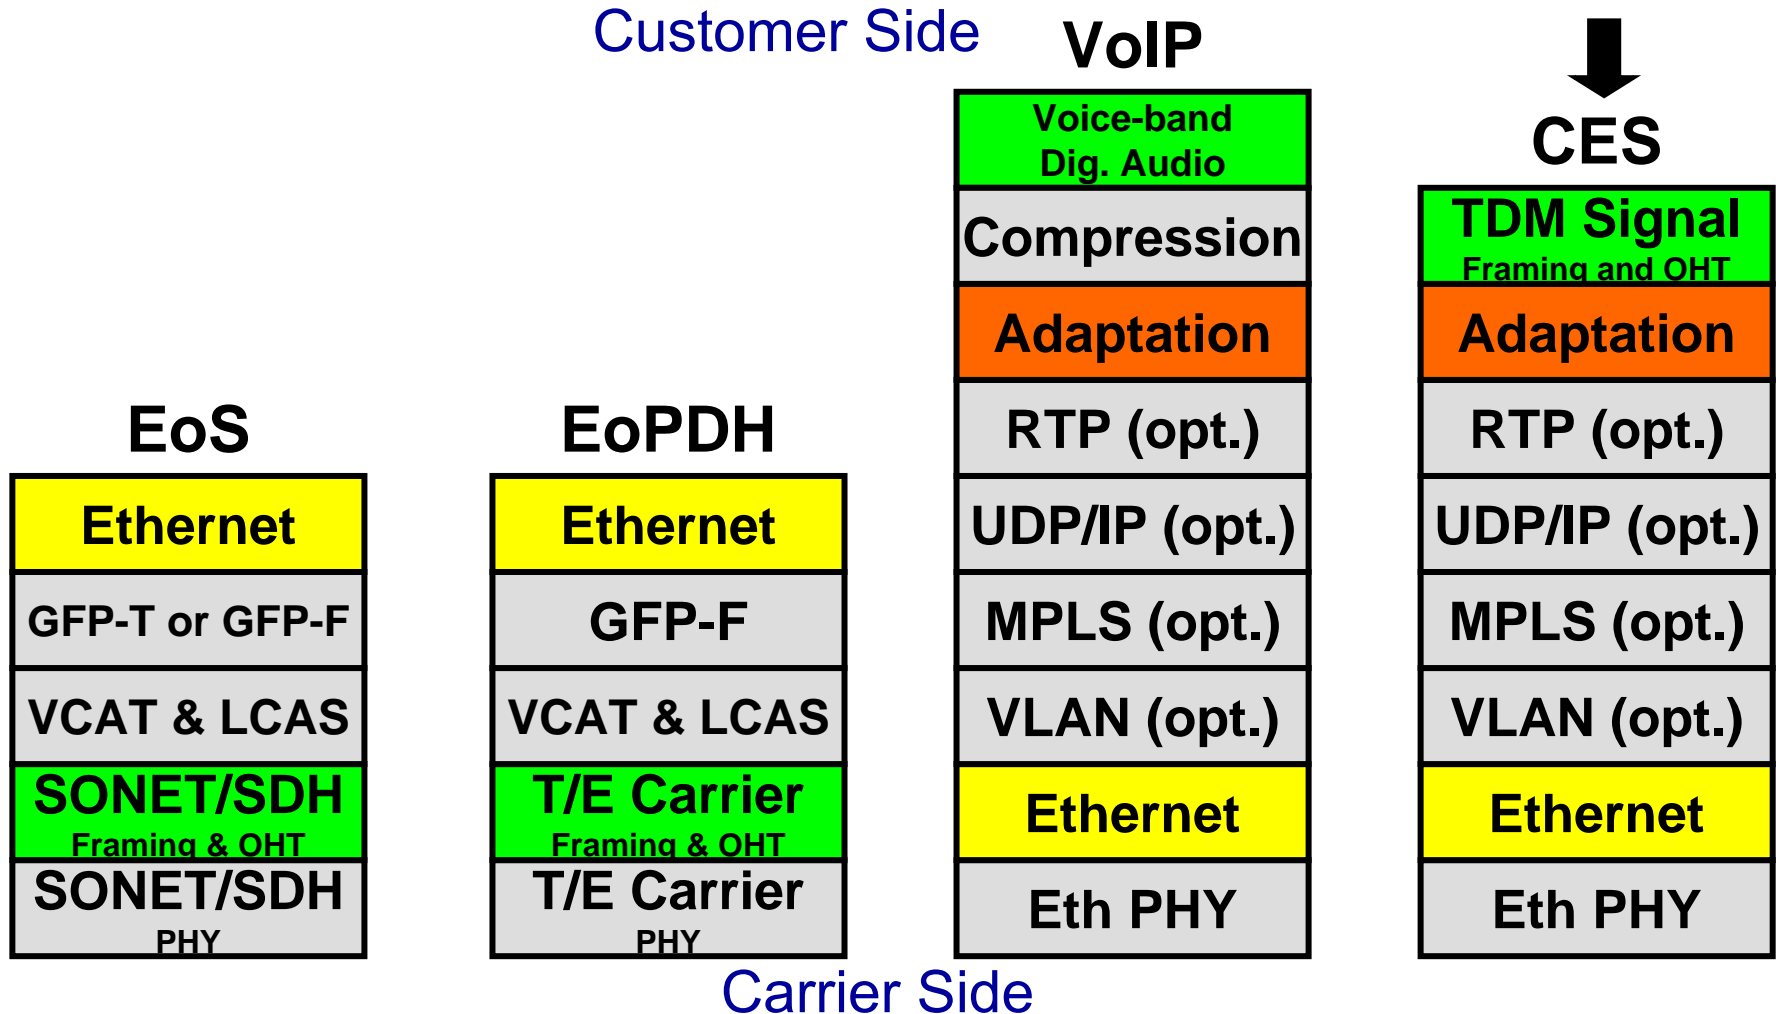 Customer Side
EoS
Ethernet
GFP-T or GFP-F
VCAT & LCAS
SONET/SDH
Framing & OHT
SONET/SDH
PHY
EoPDH
Ethernet
GFP-F
VCAT & LCAS
T/E Carrier
Framing & OHT
T/E Carrier
PHY
VoIP
Voice-band
Dig. Audio
Compression
Adaptation
RTP (opt.)
UDP/IP (opt.)
MPLS (opt.)
VLAN (opt.)
Ethernet
Eth PHY
CES
TDM Signal
Framing and OHT
Adaptation
RTP (opt.)
UDP/IP (opt.)
MPLS (opt.)
VLAN (opt.)
Ethernet
Eth PHY
Carrier Side